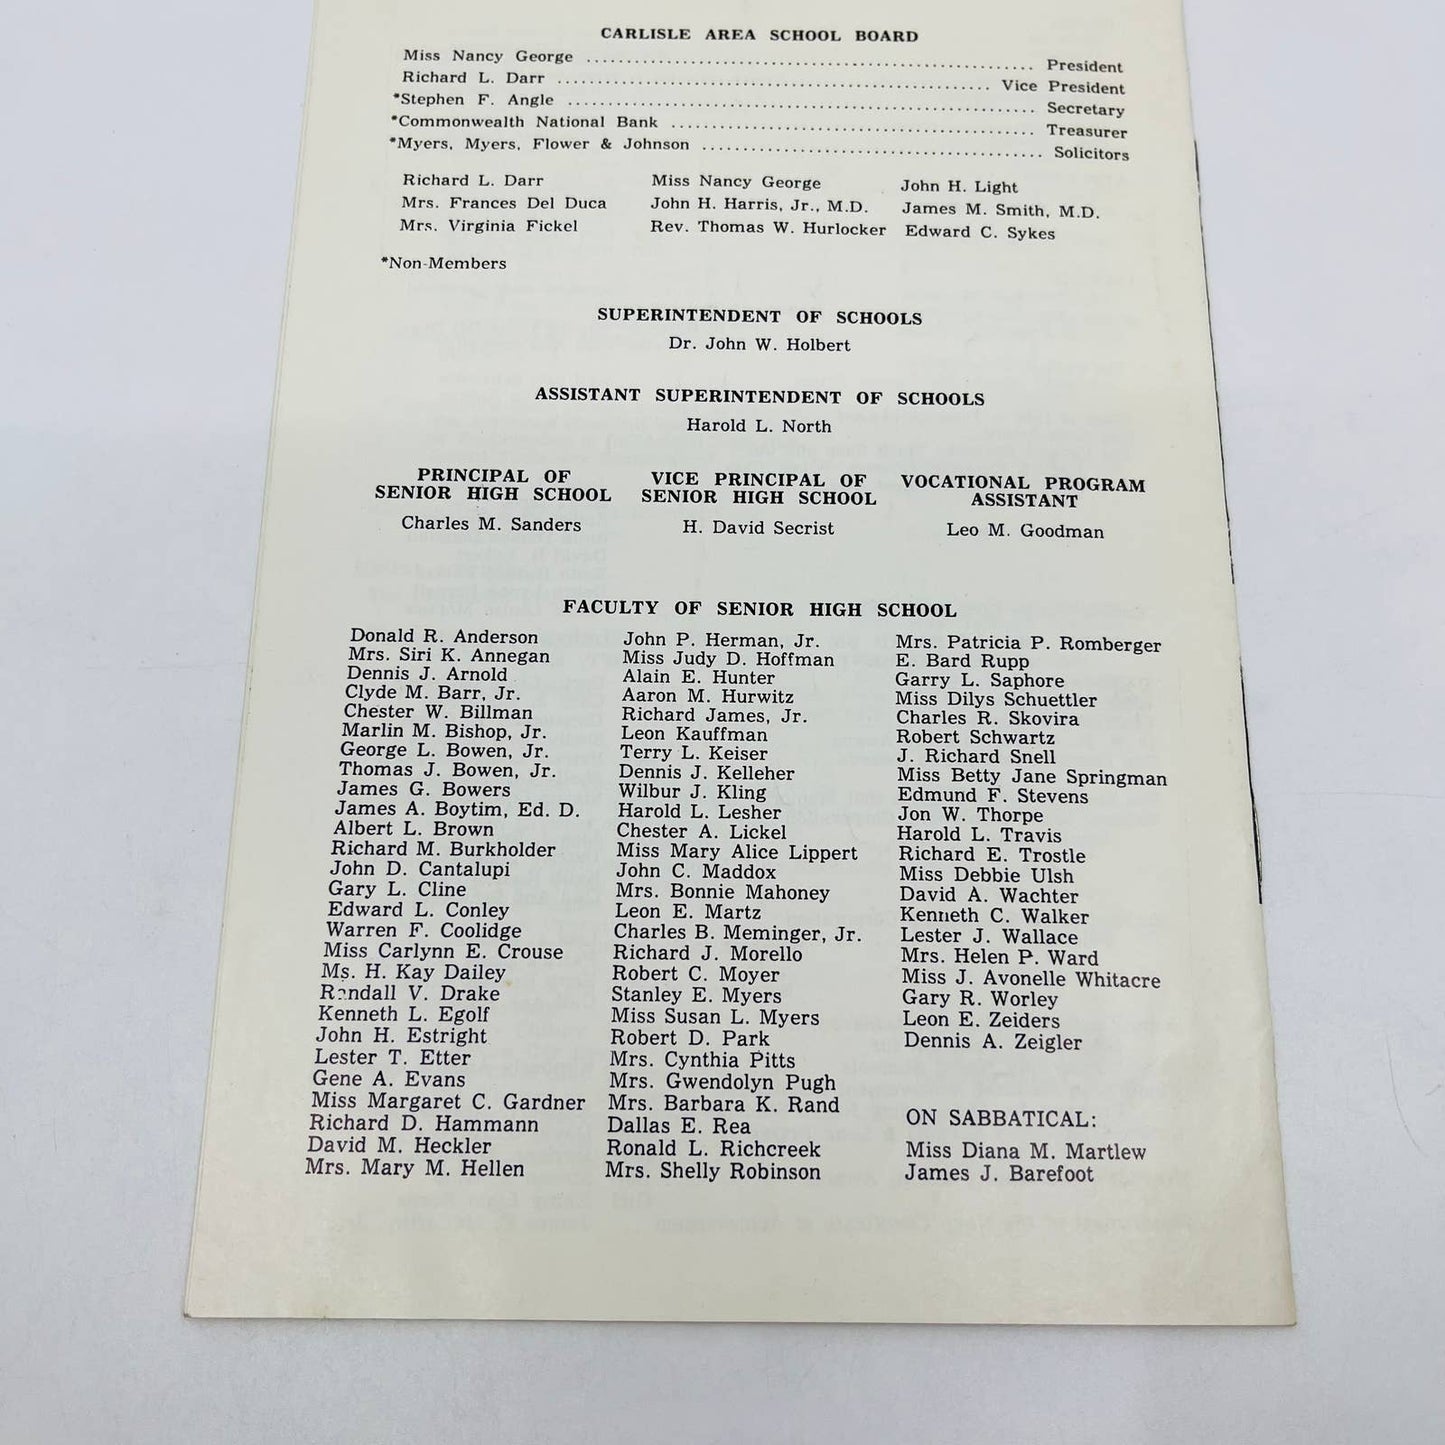 CARLISLE AREA SCHOOL BOARD
Miss Nancy George ........ President
Richard L. Darr ........ Vice President
*Stephen F. Angle ........ Secretary
*Commonwealth National Bank ........ Treasurer
*Myers, Myers, Flower & Johnson ........ Solicitors
Richard L. Darr Miss Nancy George John H. Light
Mrs. Frances Del Duca John H. Harris, Jr., M.D. James M. Smith, M.D.
Mrs. Virginia Fickel Rev. Thomas W. Hurlocker Edward C. Sykes
*Non-Members
SUPERINTENDENT OF SCHOOLS
Dr. John W. Holbert
ASSISTANT SUPERINTENDENT OF SCHOOLS
Harold L. North
PRINCIPAL OF
SENIOR HIGH SCHOOL
Charles M. Sanders
VICE PRINCIPAL OF
SENIOR HIGH SCHOOL
H. David Secrist
VOCATIONAL PROGRAM
ASSISTANT
Leo M. Goodman
FACULTY OF SENIOR HIGH SCHOOL
Donald R. Anderson
Mrs. Siri K. Annegan
Dennis J. Arnold
Clyde M. Barr, Jr.
Chester W. Billman
Marlin M. Bishop, Jr.
George L. Bowen, Jr.
Thomas J. Bowen, Jr.
James G. Bowers
James A. Boytim, Ed. D.
Albert L. Brown
Richard M. Burkholder
John D. Cantalupi
Gary L. Cline
Edward L. Conley
Warren F. Coolidge
Miss Carlynn E. Crouse
Ms. H. Kay Dailey
Randall V. Drake
Kenneth L. Egolf
John H. Estright
Lester T. Etter
Gene A. Evans
Miss Margaret C. Gardner
Richard D. Hammann
David M. Heckler
Mrs. Mary M. Hellen
John P. Herman, Jr.
Miss Judy D. Hoffman
Alain E. Hunter
Aaron M. Hurwitz
Richard James, Jr.
Leon Kauffman
Terry L. Keiser
Dennis J. Kelleher
Wilbur J. Kling
Harold L. Lesher
Chester A. Lickel
Miss Mary Alice Lippert
John C. Maddox
Mrs. Bonnie Mahoney
Leon E. Martz
Charles B. Meminger, Jr.
Richard J. Morello
Robert C. Moyer
Stanley E. Myers
Miss Susan L. Myers
Robert D. Park
Mrs. Cynthia Pitts
Mrs. Gwendolyn Pugh
Mrs. Barbara K. Rand
Dallas E. Rea
Ronald L. Richcreek
Mrs. Shelly Robinson
Mrs. Patricia P. Romberger
E. Bard Rupp
Garry L. Saphore
Miss Dilys Schuettler
Charles R. Skovira
Robert Schwartz
J. Richard Snell
Miss Betty Jane Springman
Edmund F. Stevens
Jon W. Thorpe
Harold L. Travis
Richard E. Trostle
Miss Debbie Ulsh
David A. Wachter
Kenneth C. Walker
Lester J. Wallace
Mrs. Helen P. Ward
Miss J. Avonelle Whitacre
Gary R. Worley
Leon E. Zeiders
Dennis A. Zeigler
ON SABBATICAL:
Miss Diana M. Martlew
James J. Barefoot